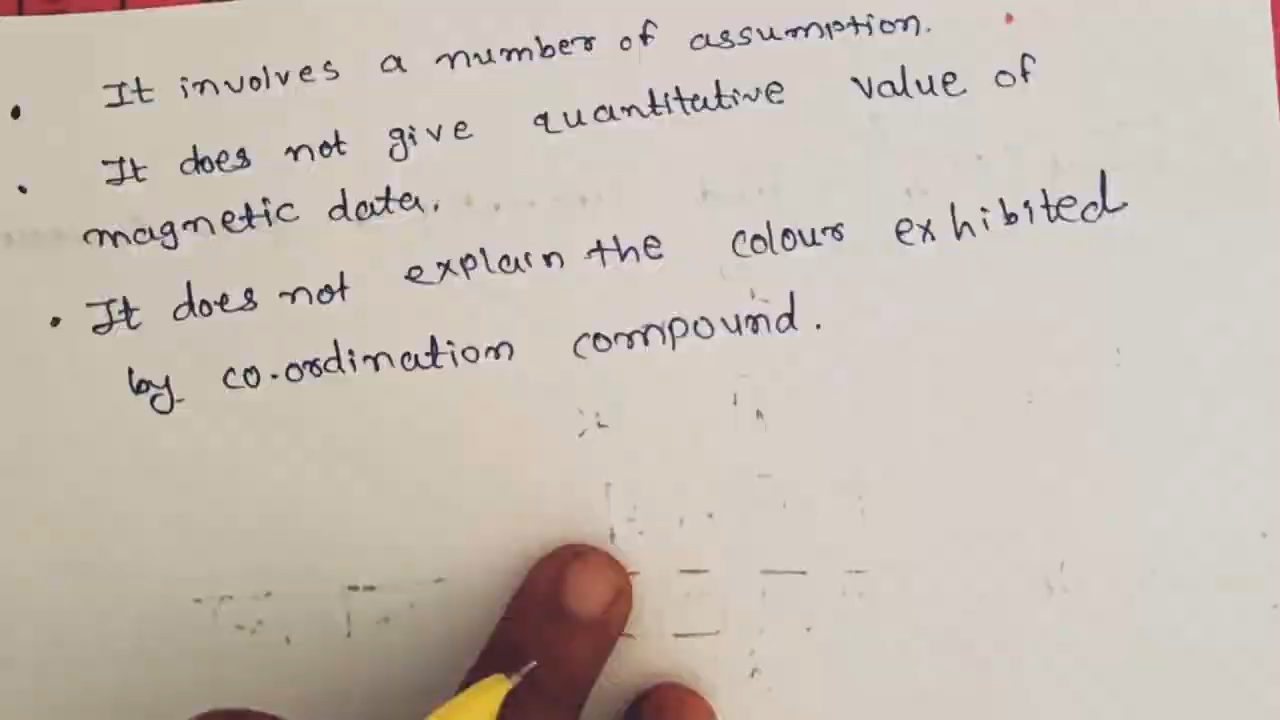 • It involves a number of assumption.
• It does not give quantitative value of
magnetic data.
• It does not explain the colour exhibited
by co-ordination compound.